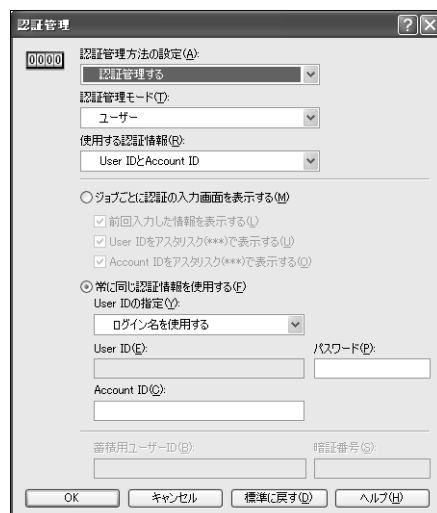 認証管理
0000
認証管理方法の設定(A):
認証管理する
認証管理モード(T):
ユーザー
使用する認証情報(R):
User IDとAccount ID
ジョブごとに認証の入力画面を表示する(M)
前回入力した情報を表示する(L)
User IDをアスタリスク(***)で表示する(U)
Account IDをアスタリスク(***)で表示する(O)
常に同じ認証情報を使用する(F)
User IDの指定(Y):
ログイン名を使用する
User ID(E): パスワード(P):
Account ID(C):
蓄積用ユーザーID(B): 暗証番号(S):
OK キャンセル 標準に戻す(D) ヘルプ(H)